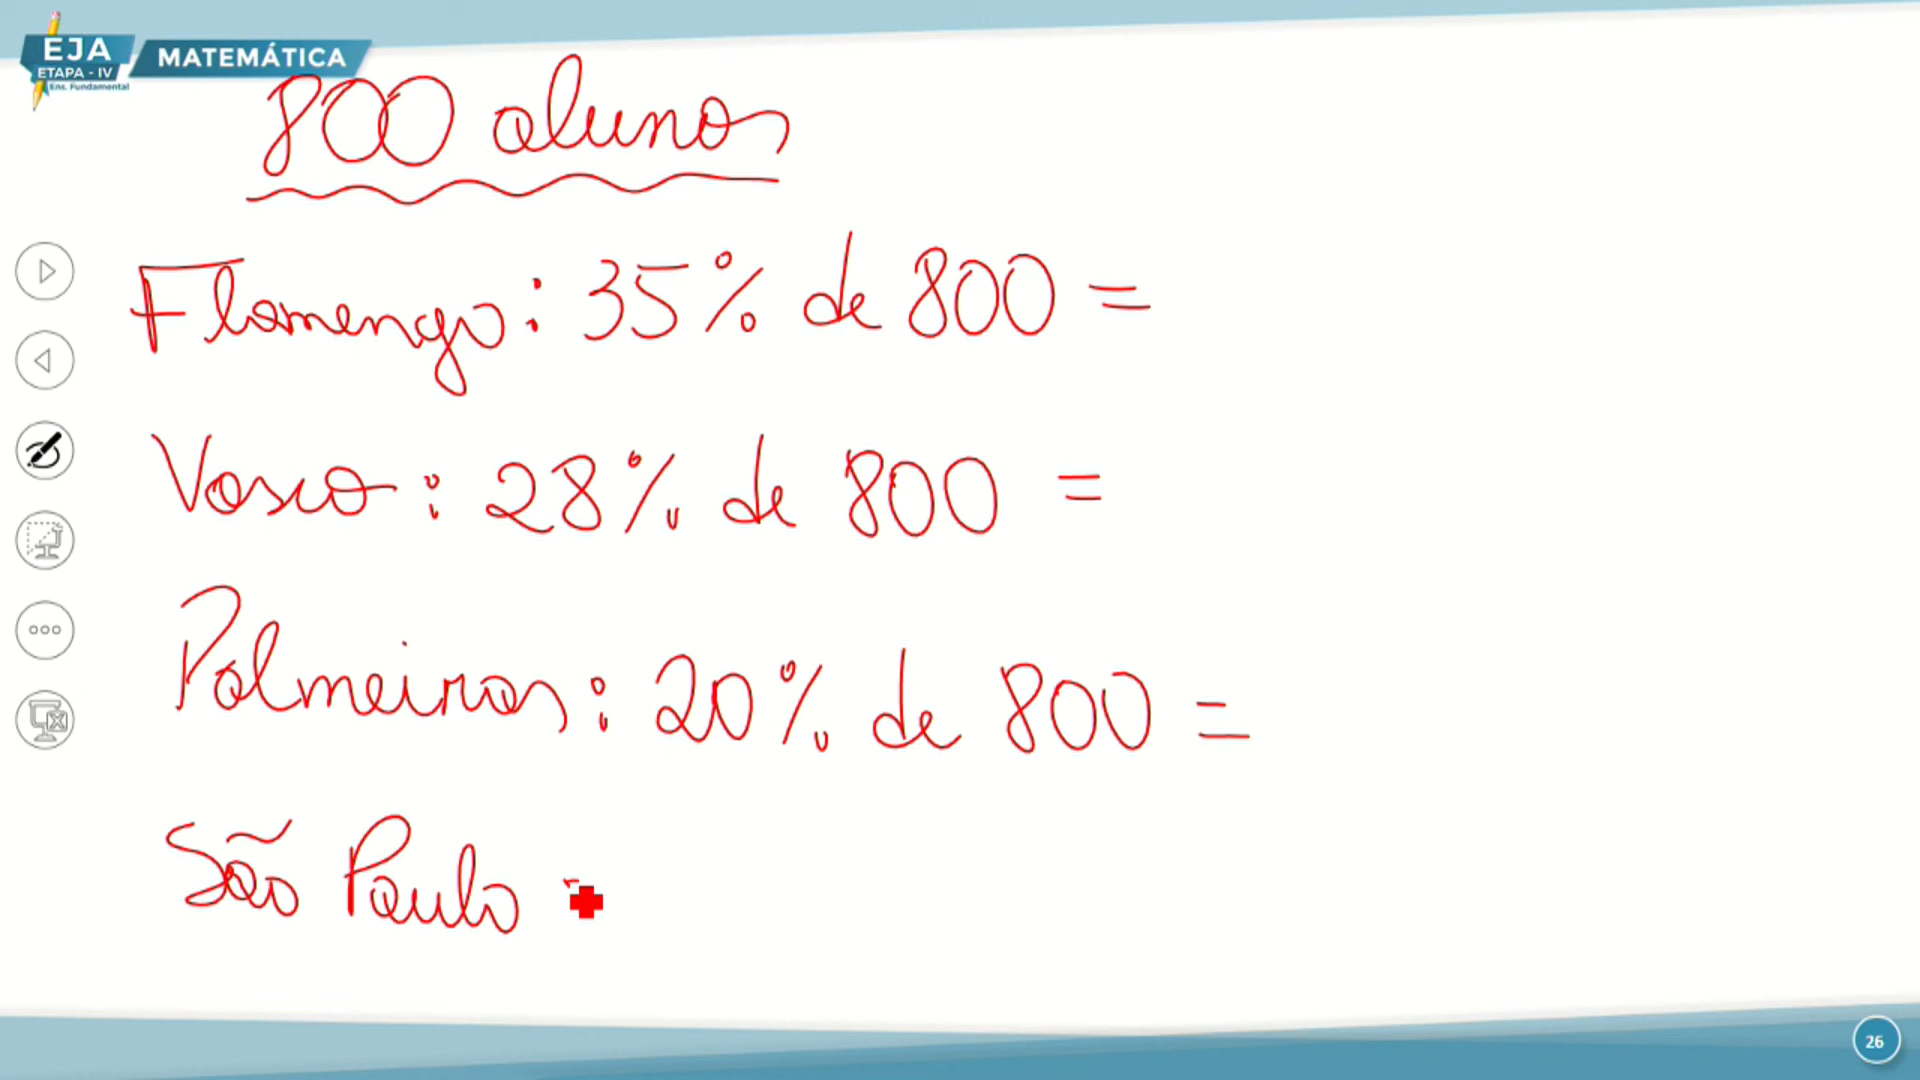 EJA
ETAPA - IV
Ens. Fundamental
MATEMÁTICA
800 alunos
Flamengo: 35% de 800 =
Vasco: 28% de 800 =
Palmeiras: 20% de 800 =
São Paulo
26